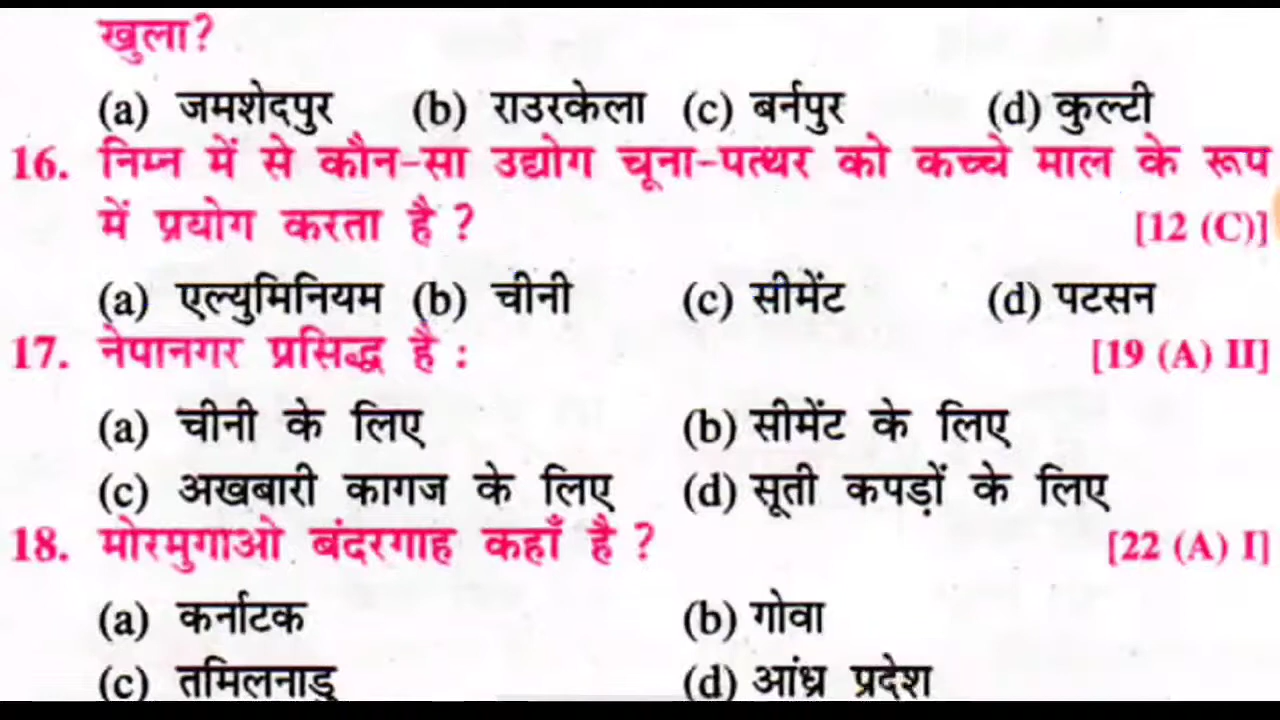 खुला?
(a) जमशेदपुर (b) राउरकेला (c) बर्नपुर (d) कुल्टी
16. निम्न में से कौन-सा उद्योग चूना-पत्थर को कच्चे माल के रूप
में प्रयोग करता है ? [12 (C)]
(a) एल्युमिनियम (b) चीनी (c) सीमेंट (d) पटसन
17. नेपानगर प्रसिद्ध है : [19 (A) II]
(a) चीनी के लिए (b) सीमेंट के लिए
(c) अखबारी कागज के लिए (d) सूती कपड़ों के लिए
18. मोरमुगाओ बंदरगाह कहाँ है ? [22 (A) I]
(a) कर्नाटक (b) गोवा
(c) तमिलनाडु (d) आंध्र प्रदेश